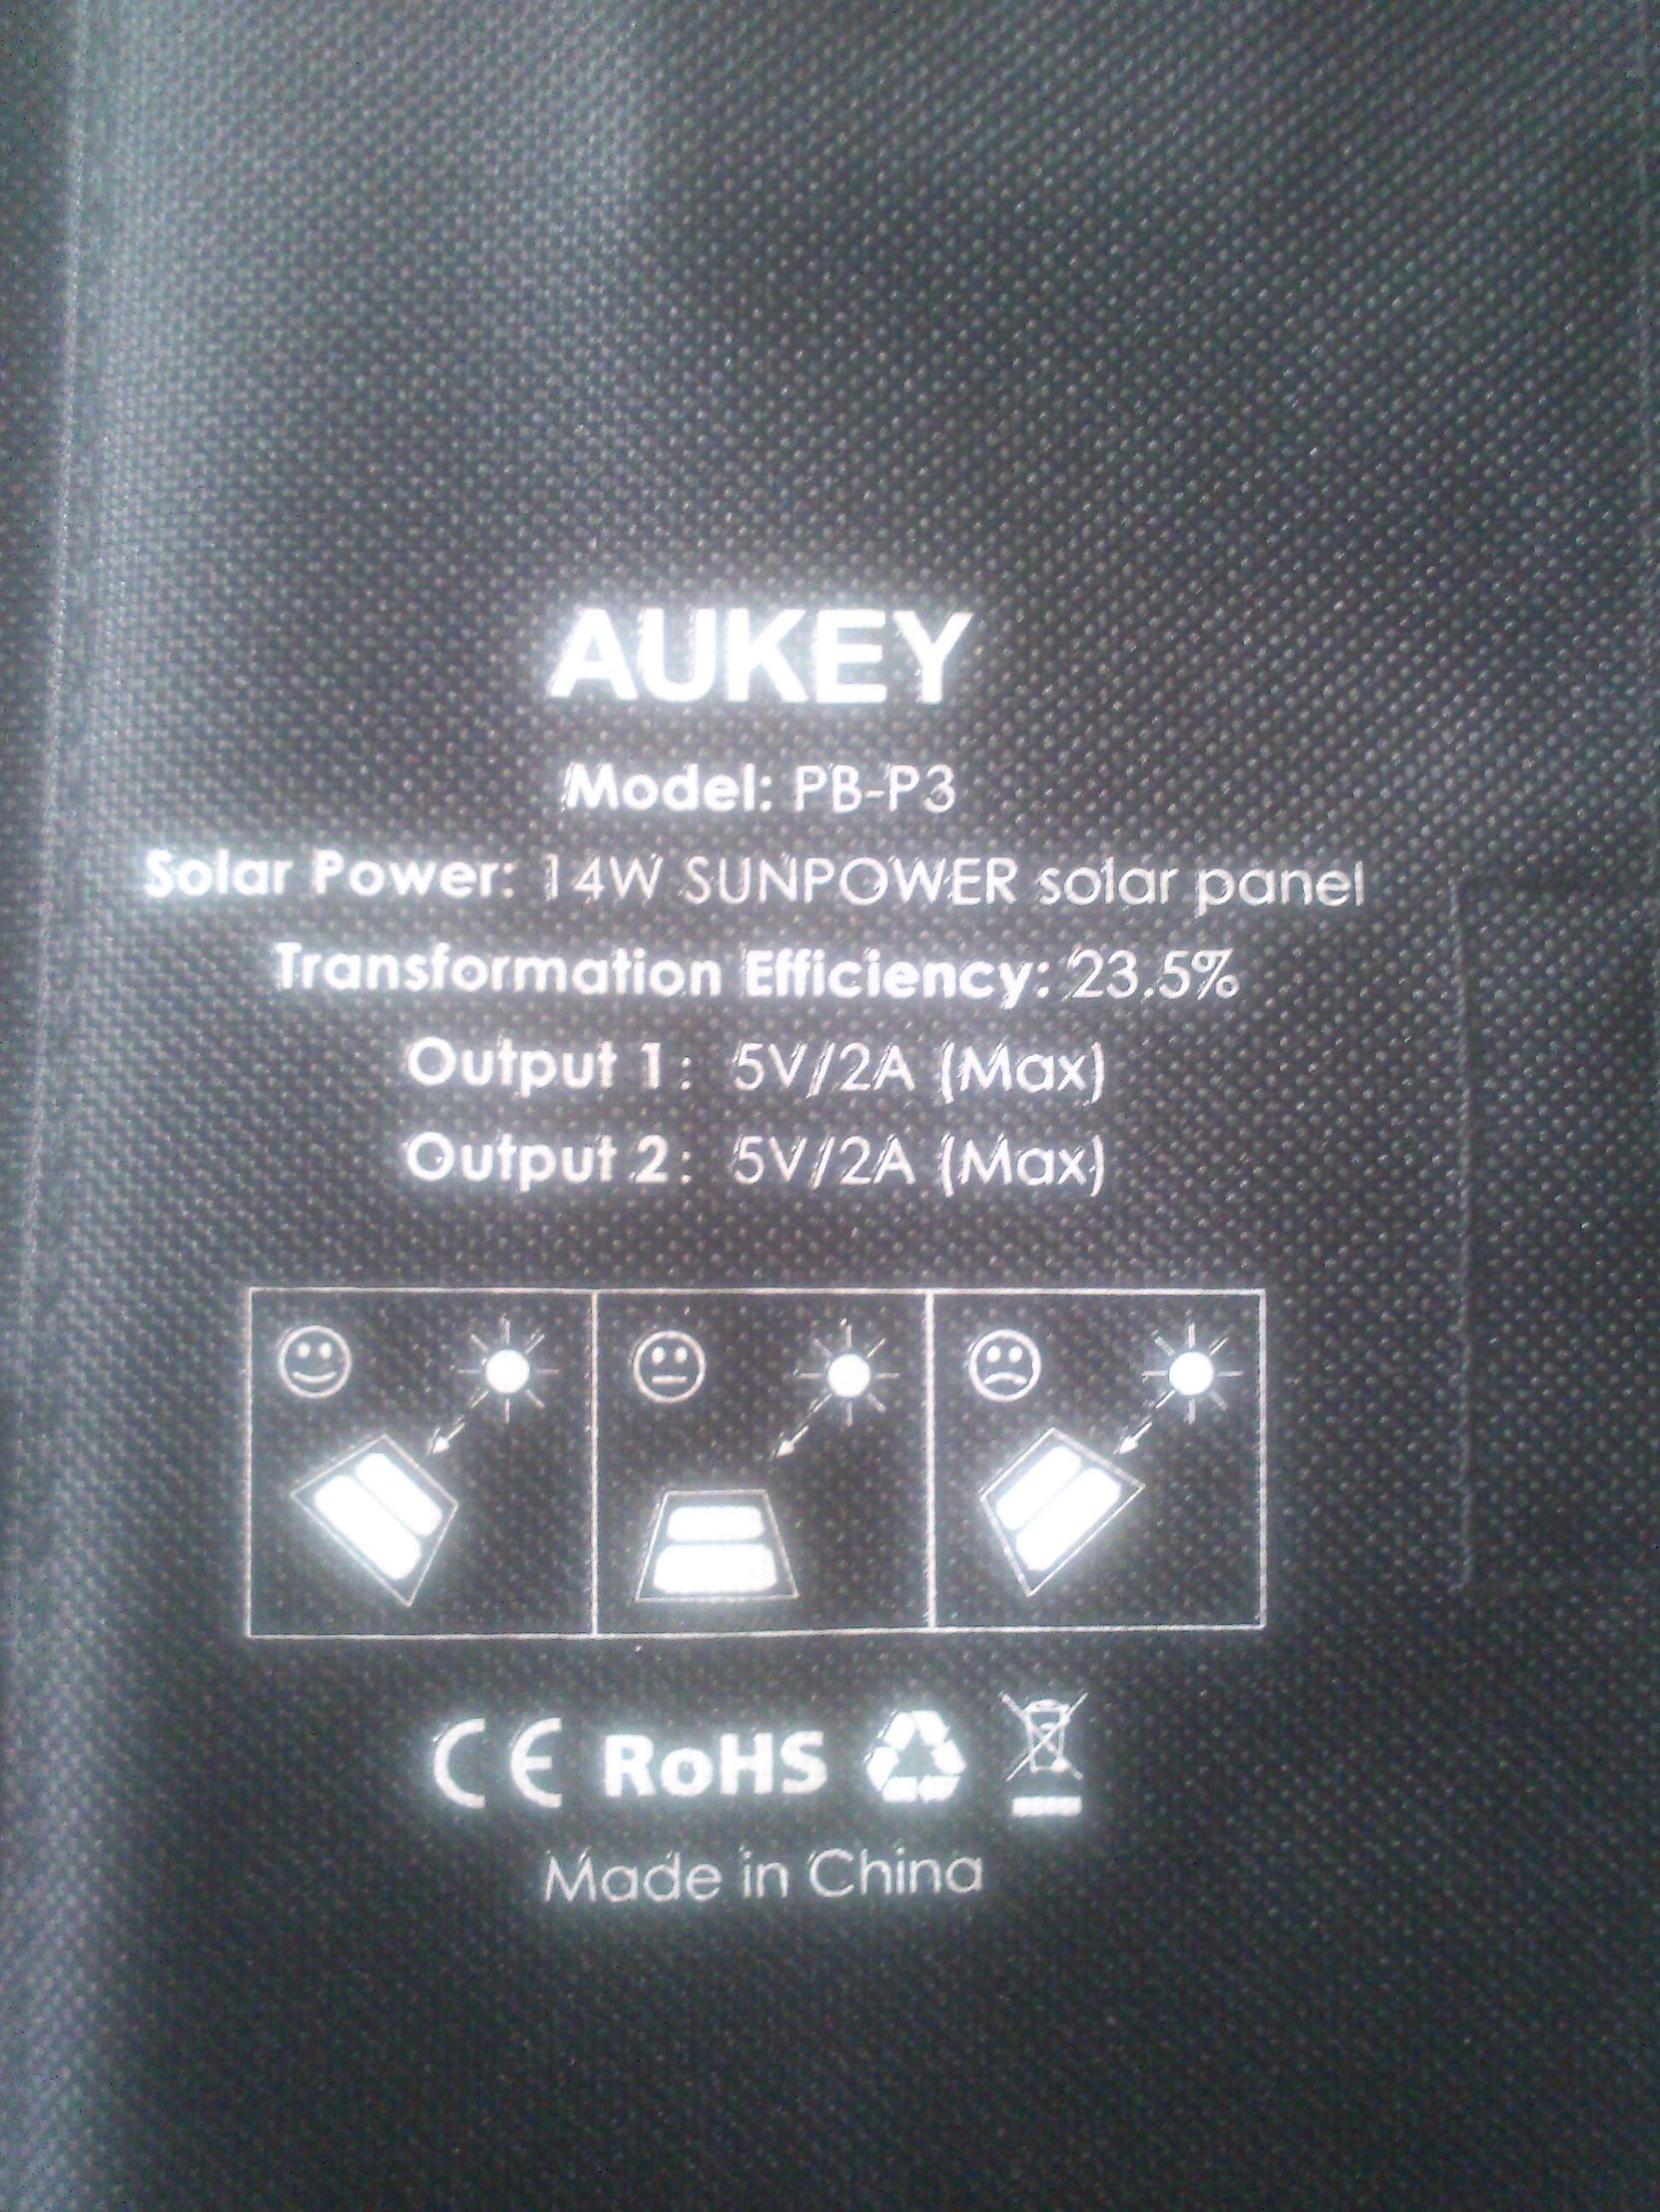 AUKEY
Model: PB-P3
Solar Power: 14W SUNPOWER solar panel
Transformation Efficiency: 23.5%
Output 1: 5V/2A (Max)
Output 2: 5V/2A (Max)
CE RoHS
Made in China